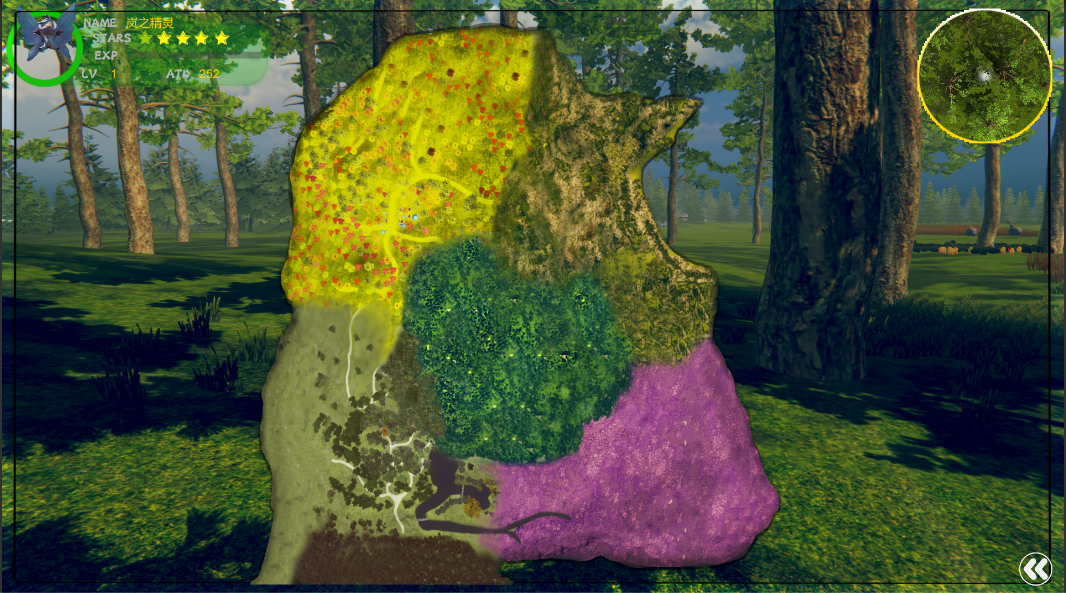 NAME 岚之精灵
STARS
EXP
LV 1 ATK 252